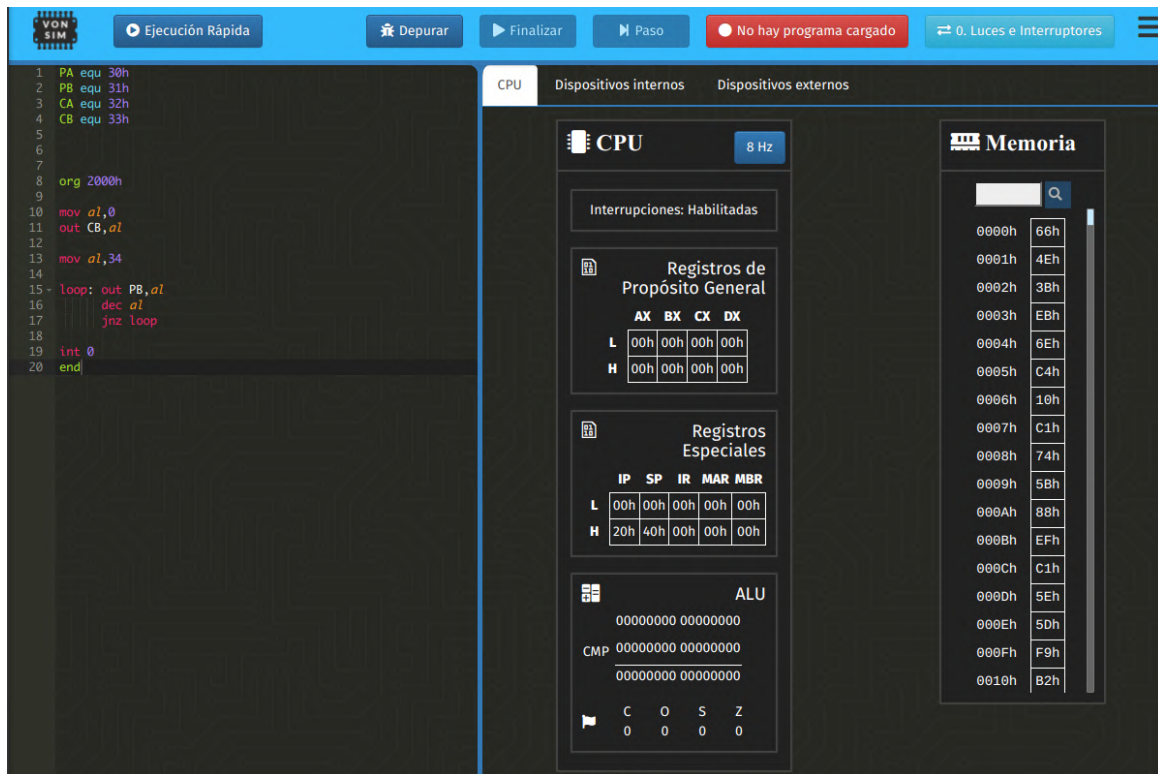 VON
SIM
Ejecución Rápida
Depurar
Finalizar
Paso
No hay programa cargado
0. Luces e Interruptores
1 PA equ 30h
2 PB equ 31h
3 CA equ 32h
4 CB equ 33h
5
6
7
8 org 2000h
9
10 mov al,0
11 out CB,al
12
13 mov al,34
14
15 loop: out PB,al
16 dec al
17 jnz loop
18
19 int 0
20 end
CPU Dispositivos internos Dispositivos externos
CPU
8 Hz
Interrupciones: Habilitadas
Registros de
Propósito General
AX BX CX DX
L 00h 00h 00h 00h
H 00h 00h 00h 00h
Registros
Especiales
IP SP IR MAR MBR
L 00h 00h 00h 00h 00h
H 20h 40h 00h 00h 00h
ALU
00000000 00000000
CMP 00000000 00000000
00000000 00000000
C O S Z
0 0 0 0
Memoria
0000h 66h
0001h 4Eh
0002h 3Bh
0003h EBh
0004h 6Eh
0005h C4h
0006h 10h
0007h C1h
0008h 74h
0009h 5Bh
000Ah 88h
000Bh EFh
000Ch C1h
000Dh 5Eh
000Eh 5Dh
000Fh F9h
0010h B2h